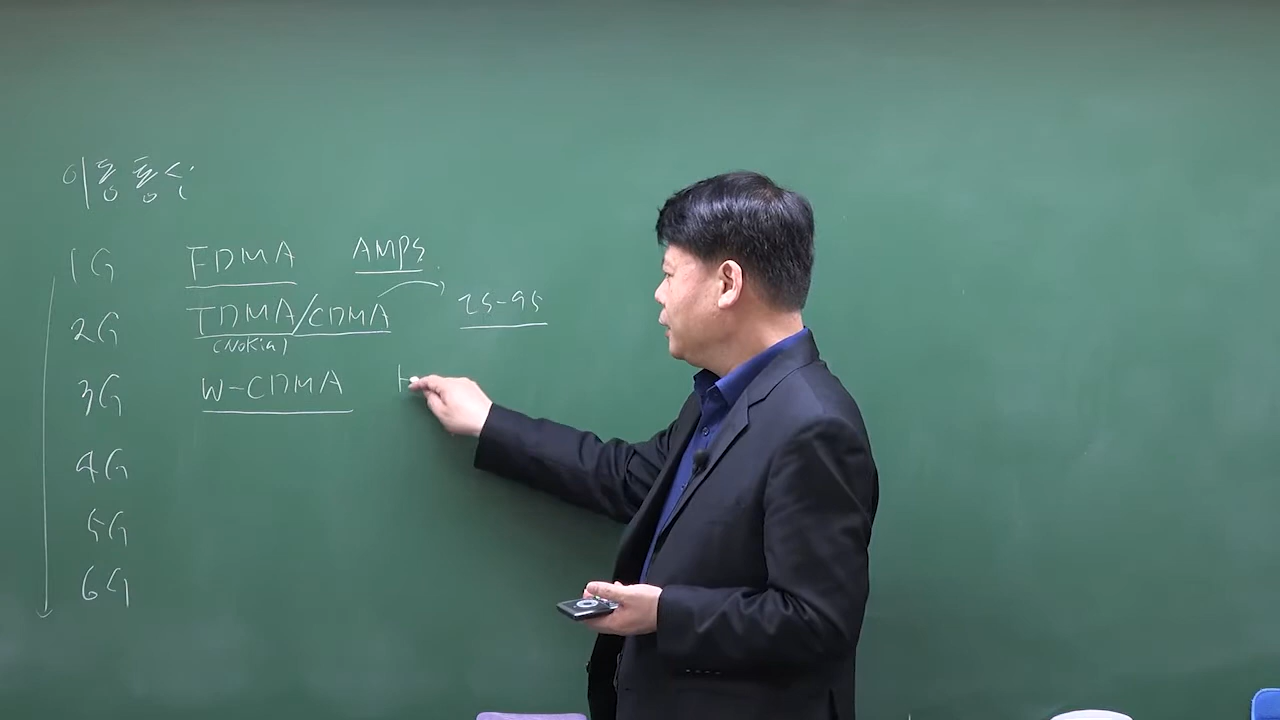 이동통신
1G FDMA AMPS
2G TDMA/CDMA IS-95
(Nokia)
3G W-CDMA
4G
5G
6G